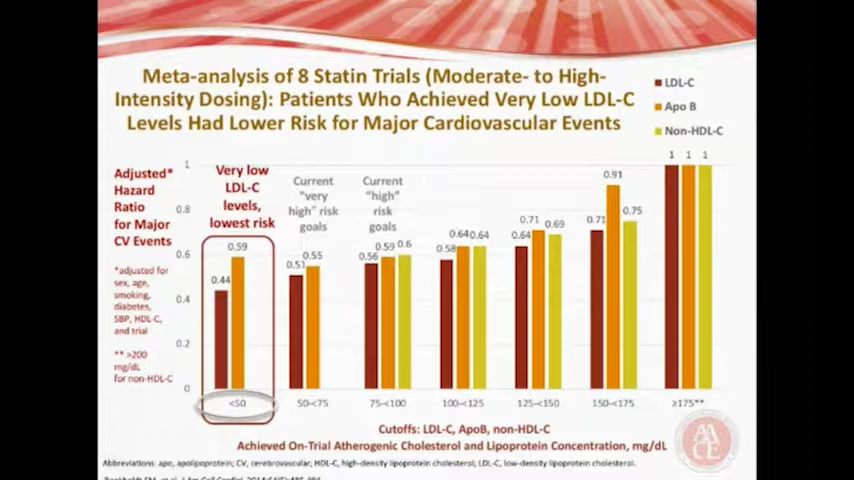 Meta-analysis of 8 Statin Trials (Moderate- to High-
Intensity Dosing): Patients Who Achieved Very Low LDL-C
Levels Had Lower Risk for Major Cardiovascular Events
LDL-C
Apo B
Non-HDL-C
Adjusted*
Hazard
Ratio
for Major
CV Events
*adjusted for
sex, age,
smoking,
diabetes,
SBP, HDL-C,
and trial
** >200
mg/dL
for non-HDL-C
1
0.8
0.6
0.4
0.2
0
Very low
LDL-C
levels,
lowest risk
Current
"very
high" risk
goals
Current
"high"
risk
goals
0.44
0.59
0.51
0.55
0.56
0.59
0.6
0.58
0.64
0.64
0.64
0.71
0.69
0.71
0.91
0.75
1
1
1
<50
50-<75
75-<100
100-<125
125-<150
150-<175
≥175**
Cutoffs: LDL-C, ApoB, non-HDL-C
Achieved On-Trial Atherogenic Cholesterol and Lipoprotein Concentration, mg/dL
AACE
Abbreviations: apo, apolipoprotein; CV, cerebrovascular; HDL-C, high-density lipoprotein cholesterol; LDL-C, low-density lipoprotein cholesterol.